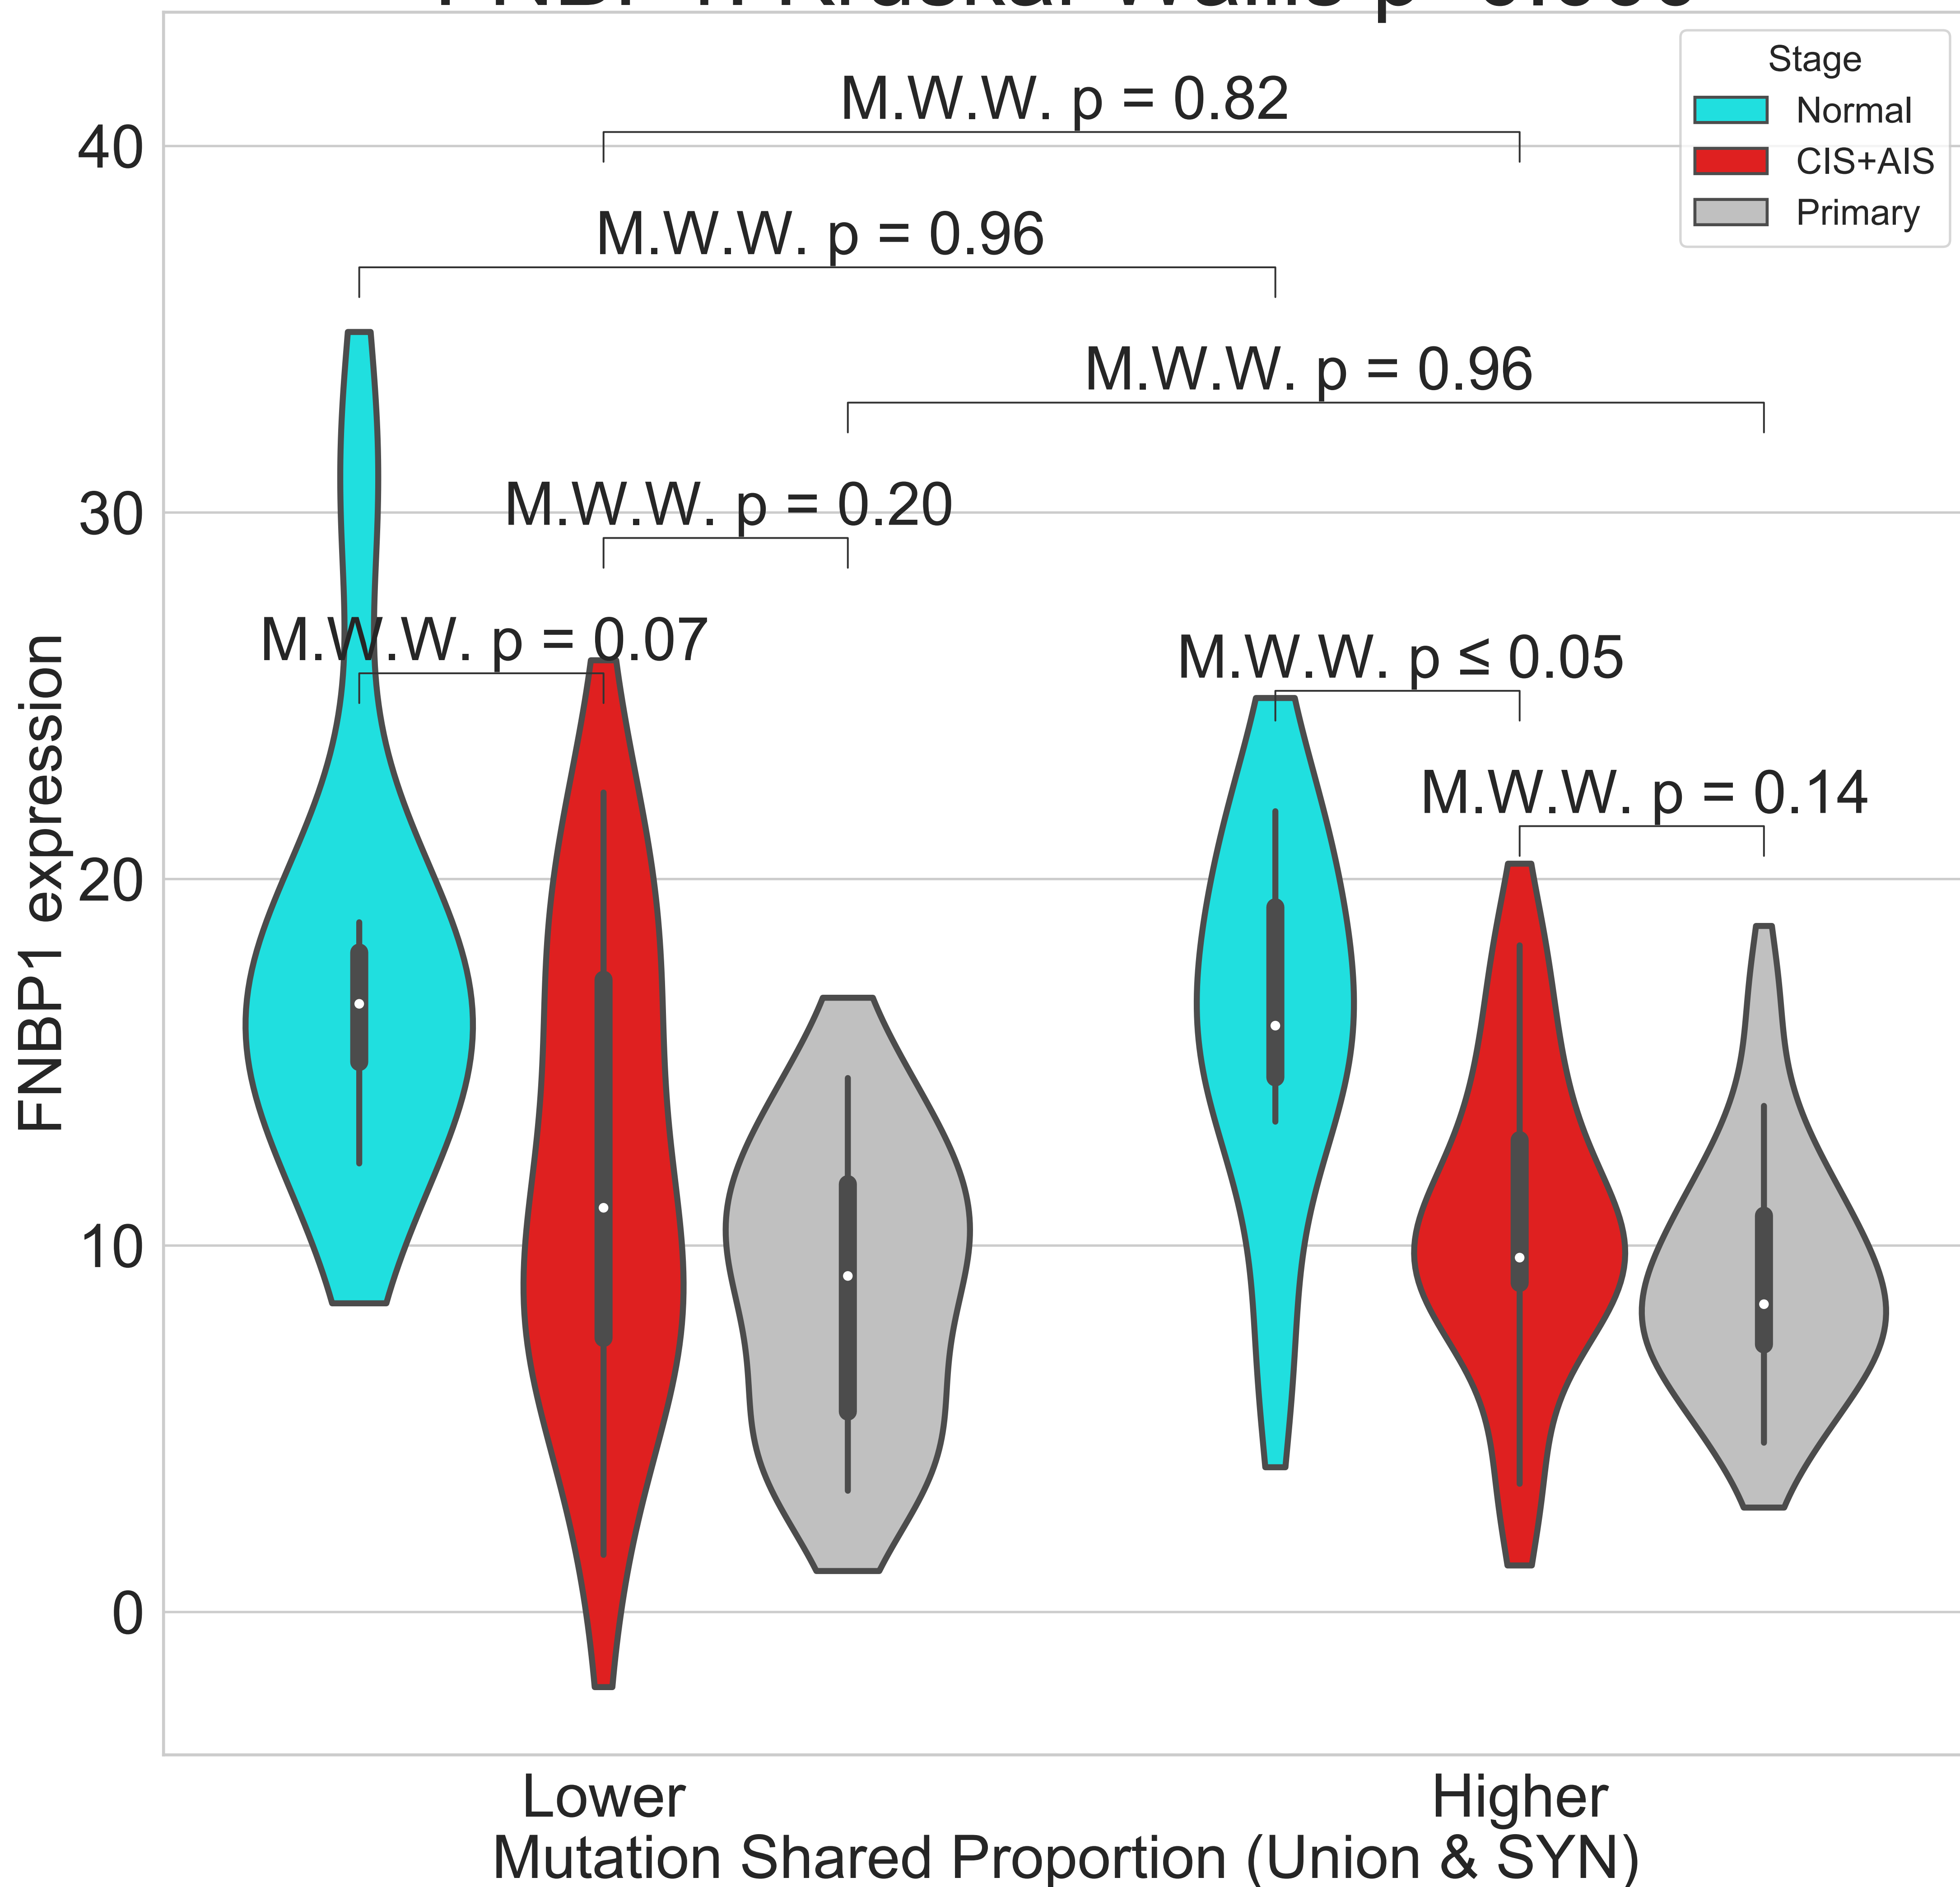 Stage
Normal
CIS+AIS
Primary
M.W.W. p = 0.82
M.W.W. p = 0.96
M.W.W. p = 0.96
M.W.W. p = 0.20
M.W.W. p = 0.07
M.W.W. p ≤ 0.05
M.W.W. p = 0.14
40
30
20
10
0
FNBP1 expression
Lower
Higher
Mutation Shared Proportion (Union & SYN)